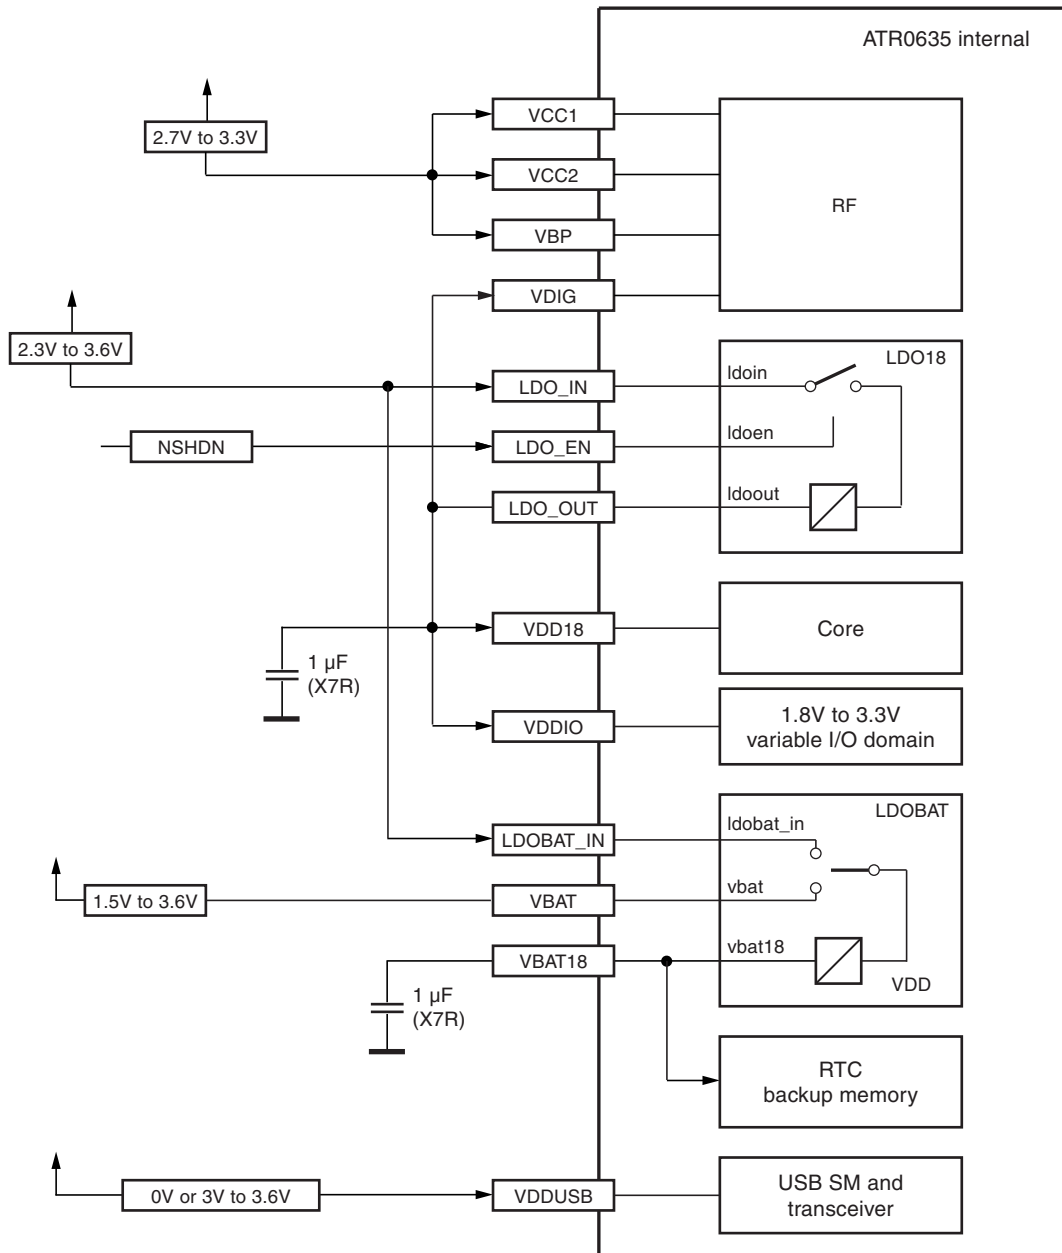 ATR0635 internal
VCC1
2.7V to 3.3V
VCC2
RF
VBP
VDIG
2.3V to 3.6V
LDO18
ldoin
LDO_IN
NSHDN
LDO_EN
ldoen
LDO_OUT
ldoout
VDD18
Core
1 µF
(X7R)
VDDIO
1.8V to 3.3V
variable I/O domain
LDOBAT
ldobat_in
LDOBAT_IN
vbat
1.5V to 3.6V
VBAT
vbat18
VBAT18
VDD
1 µF
(X7R)
RTC
backup memory
0V or 3V to 3.6V
VDDUSB
USB SM and
transceiver